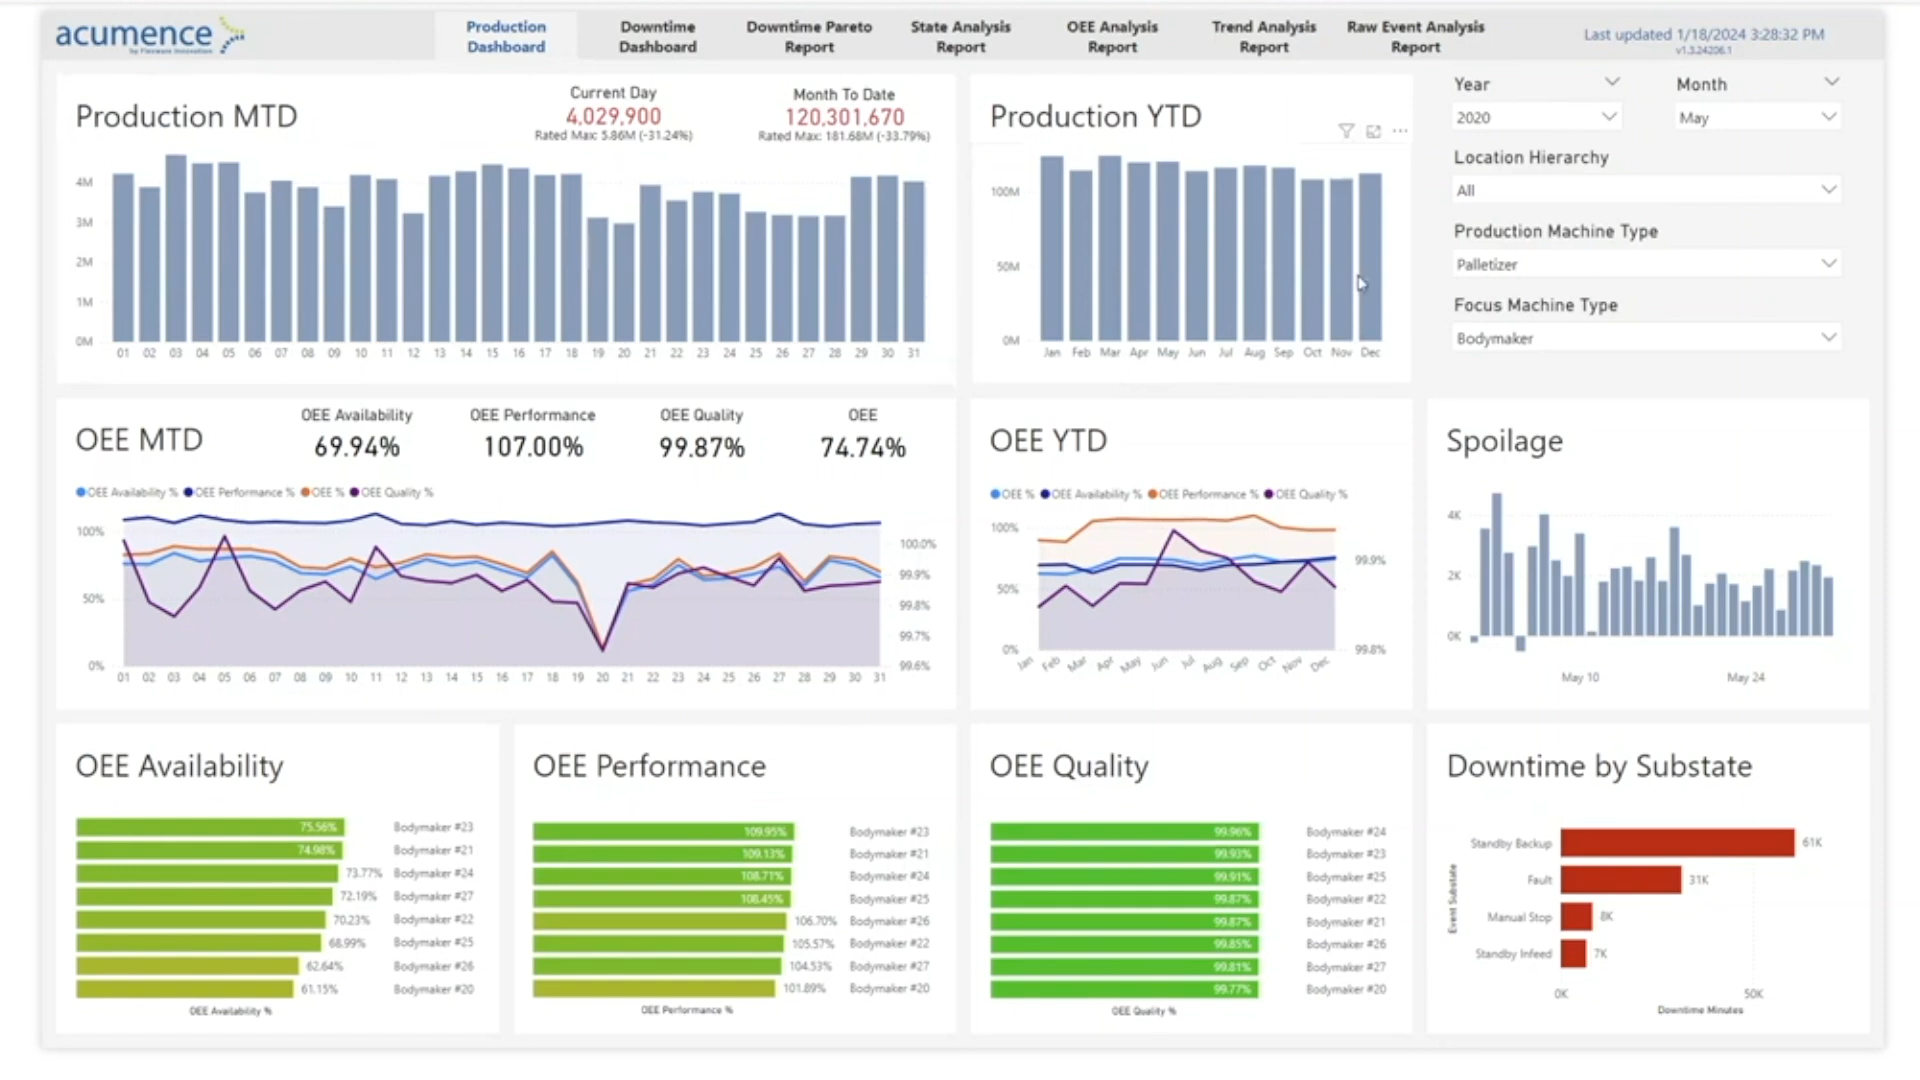 acumence
by Flexware Innovation
Production Dashboard
Downtime Dashboard
Downtime Pareto Report
State Analysis Report
OEE Analysis Report
Trend Analysis Report
Raw Event Analysis Report
Last updated 1/18/2024 3:28:32 PM
v1.3.24206.1
Production MTD
Current Day
4,029,900
Rated Max: 5.86M (-31.24%)
Month To Date
120,301,670
Rated Max: 181.68M (-33.79%)
4M
3M
2M
1M
0M
01 02 03 04 05 06 07 08 09 10 11 12 13 14 15 16 17 18 19 20 21 22 23 24 25 26 27 28 29 30 31
Production YTD
100M
50M
0M
Jan Feb Mar Apr May Jun Jul Aug Sep Oct Nov Dec
Year
2020
Month
May
Location Hierarchy
All
Production Machine Type
Palletizer
Focus Machine Type
Bodymaker
OEE MTD
OEE Availability
69.94%
OEE Performance
107.00%
OEE Quality
99.87%
OEE
74.74%
OEE Availability % OEE Performance % OEE % OEE Quality %
100%
50%
0%
100.0%
99.9%
99.8%
99.7%
99.6%
01 02 03 04 05 06 07 08 09 10 11 12 13 14 15 16 17 18 19 20 21 22 23 24 25 26 27 28 29 30 31
OEE YTD
OEE % OEE Availability % OEE Performance % OEE Quality %
100%
50%
0%
99.9%
99.8%
Jan Feb Mar Apr May Jun Jul Aug Sep Oct Nov Dec
Spoilage
4K
2K
0K
May 10 May 24
OEE Availability
75.56% Bodymaker #23
74.98% Bodymaker #21
73.77% Bodymaker #24
72.19% Bodymaker #27
70.23% Bodymaker #22
68.99% Bodymaker #25
62.64% Bodymaker #26
61.15% Bodymaker #20
OEE Availability %
OEE Performance
109.95% Bodymaker #23
109.13% Bodymaker #21
108.71% Bodymaker #24
108.45% Bodymaker #25
106.70% Bodymaker #26
105.57% Bodymaker #22
104.53% Bodymaker #27
101.89% Bodymaker #20
OEE Performance %
OEE Quality
99.96% Bodymaker #24
99.93% Bodymaker #23
99.91% Bodymaker #25
99.87% Bodymaker #22
99.87% Bodymaker #21
99.85% Bodymaker #26
99.81% Bodymaker #27
99.77% Bodymaker #20
OEE Quality %
Downtime by Substate
Event Substate
Standby Backup 61K
Fault 31K
Manual Stop 8K
Standby Infeed 7K
0K 50K
Downtime Minutes